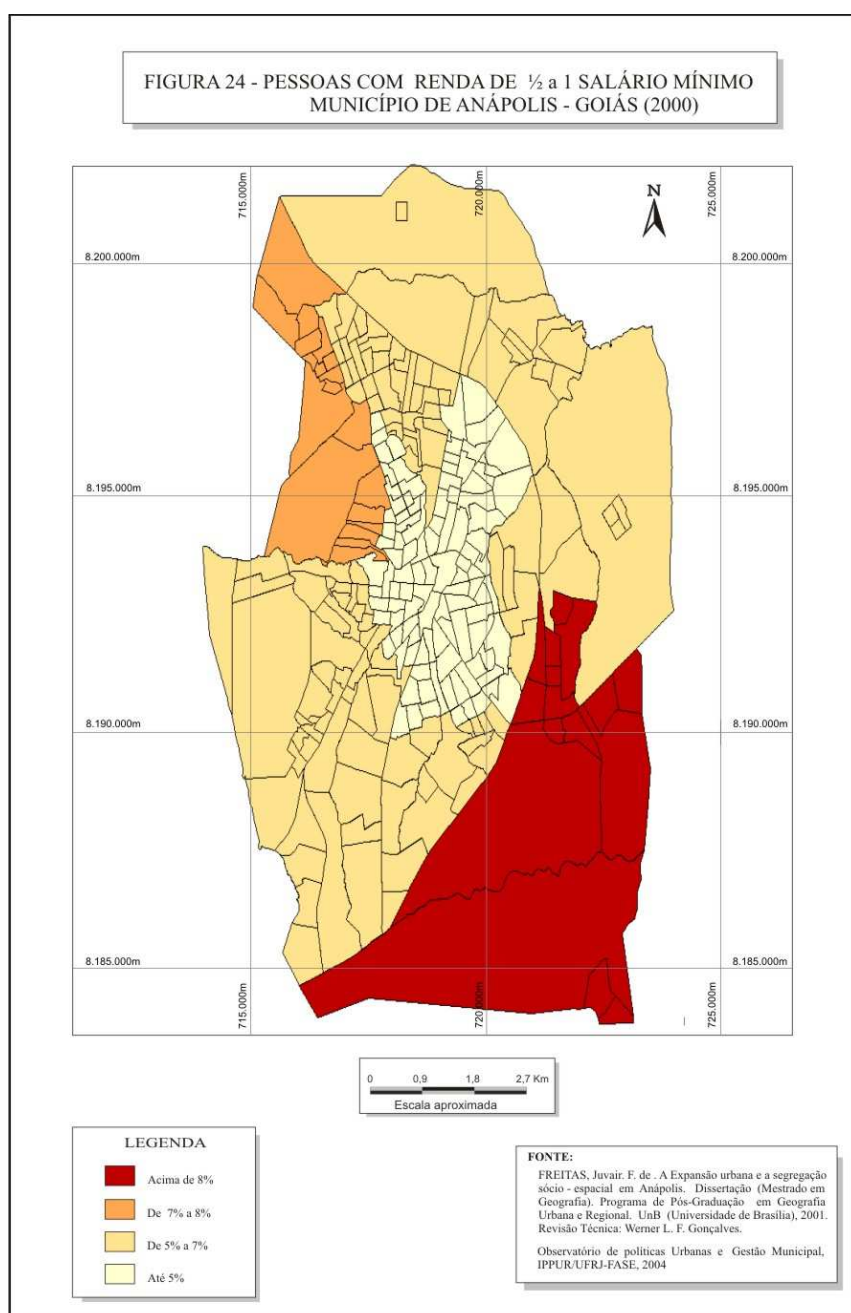 FIGURA 24 - PESSOAS COM RENDA DE ½ a 1 SALÁRIO MÍNIMO
MUNICÍPIO DE ANÁPOLIS - GOIÁS (2000)
715.000m
720.000m
725.000m
N
8.200.000m
8.200.000m
8.195.000m
8.195.000m
8.190.000m
8.190.000m
8.185.000m
8.185.000m
715.000m
720.000m
725.000m
0 0,9 1,8 2,7 Km
Escala aproximada
LEGENDA
Acima de 8%
De 7% a 8%
De 5% a 7%
Até 5%
FONTE:
FREITAS, Juvair. F. de . A Expansão urbana e a segregação
sócio - espacial em Anápolis. Dissertação (Mestrado em
Geografia). Programa de Pós-Graduação em Geografia
Urbana e Regional. UnB (Universidade de Brasília), 2001.
Revisão Técnica: Werner L. F. Gonçalves.
Observatório de políticas Urbanas e Gestão Municipal,
IPPUR/UFRJ-FASE, 2004